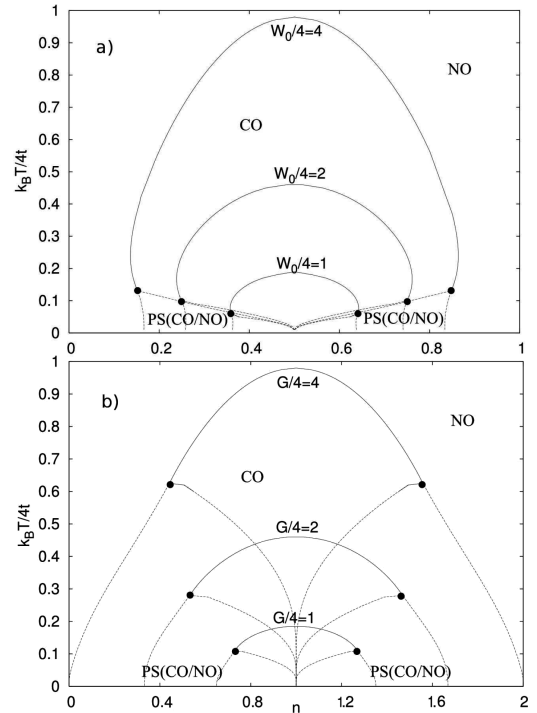 a)
k_BT/4t
1
0.9
0.8
0.7
0.6
0.5
0.4
0.3
0.2
0.1
0
W_0/4=4
NO
CO
W_0/4=2
W_0/4=1
PS(CO/NO) PS(CO/NO)
0 0.2 0.4 0.6 0.8 1
b)
k_BT/4t
1
0.9
0.8
0.7
0.6
0.5
0.4
0.3
0.2
0.1
0
G/4=4
NO
CO
G/4=2
G/4=1
PS(CO/NO) PS(CO/NO)
0 0.4 0.8 1.2 1.6 2
n